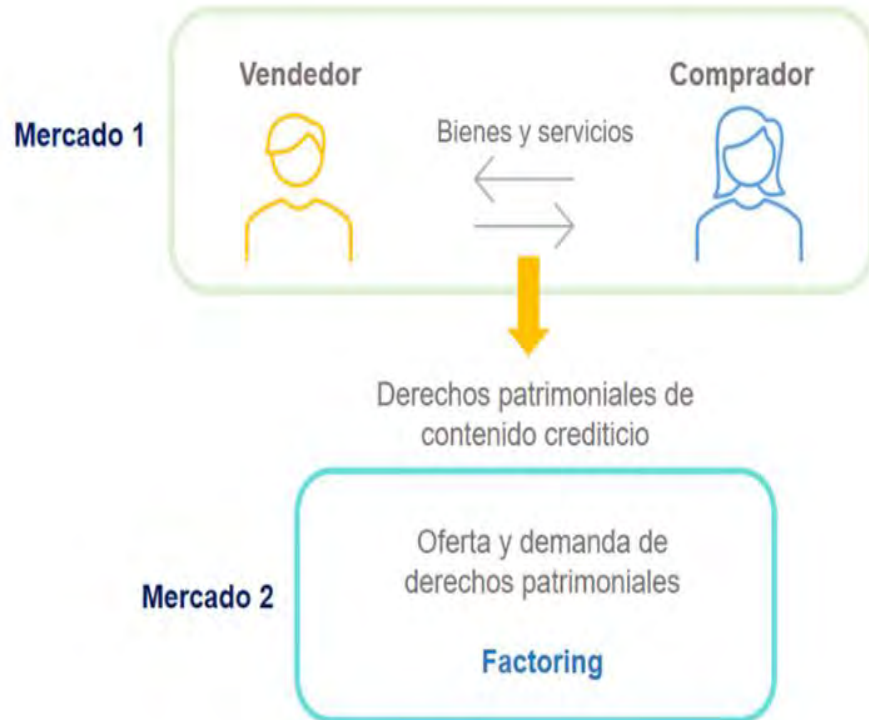 Vendedor
Comprador
Mercado 1
Bienes y servicios
Derechos patrimoniales de
contenido crediticio
Oferta y demanda de
derechos patrimoniales
Mercado 2
Factoring